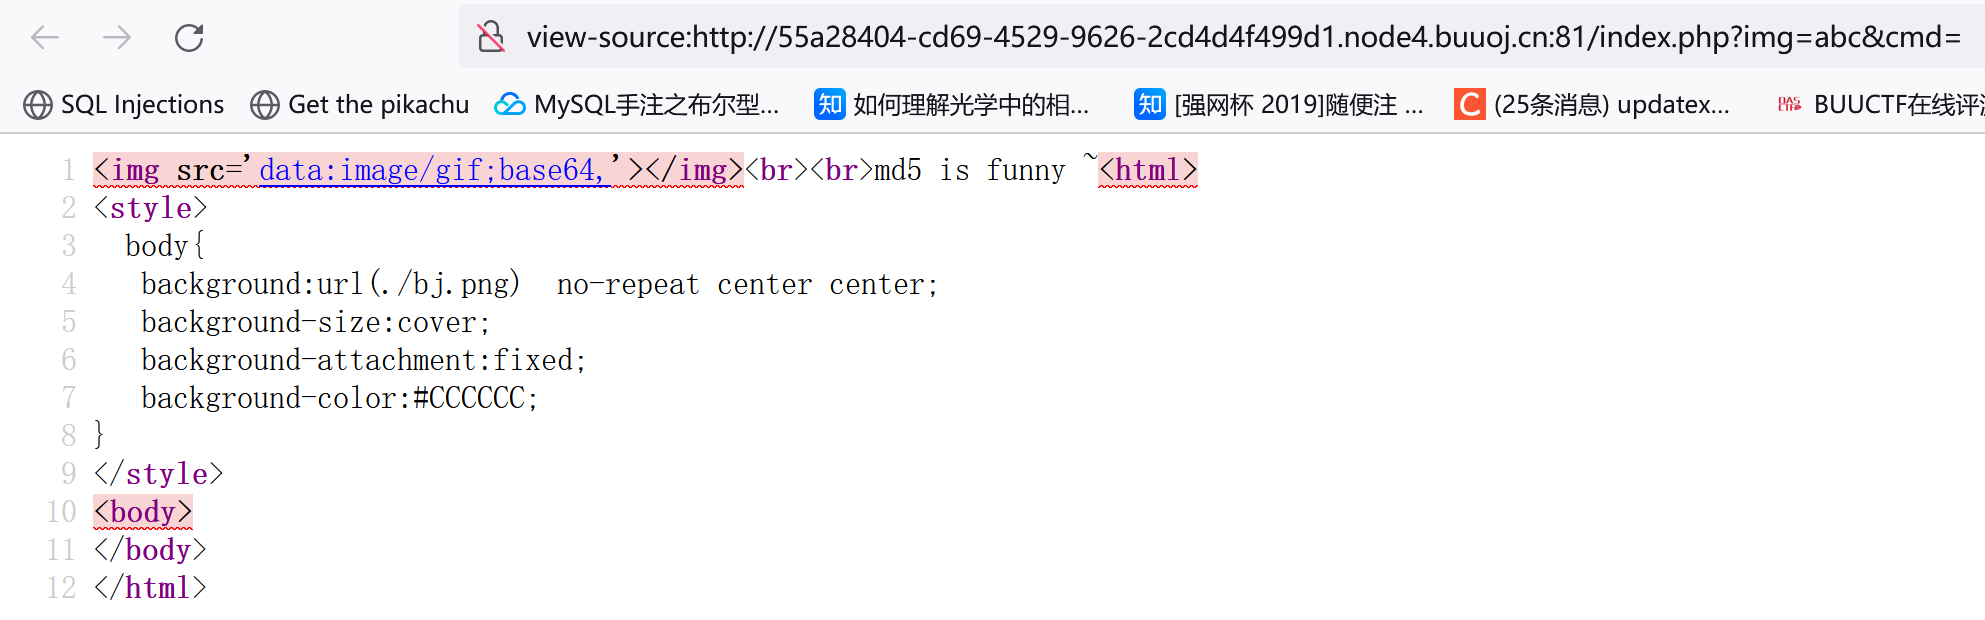 view-source:http://55a28404-cd69-4529-9626-2cd4d4f499d1.node4.buuoj.cn:81/index.php?img=abc&cmd=
SQL Injections Get the pikachu MySQL手注之布尔型... 知 如何理解光学中的相... 知 [强网杯 2019]随便注 ... C (25条消息) updatex... DAS CTF BUUCTF在线评
1 <img src='data:image/gif;base64,'></img><br><br>md5 is funny ~<html>
2 <style>
3 body{
4 background:url(./bj.png)  no-repeat center center;
5 background-size:cover;
6 background-attachment:fixed;
7 background-color:#CCCCCC;
8 }
9 </style>
10 <body>
11 </body>
12 </html>